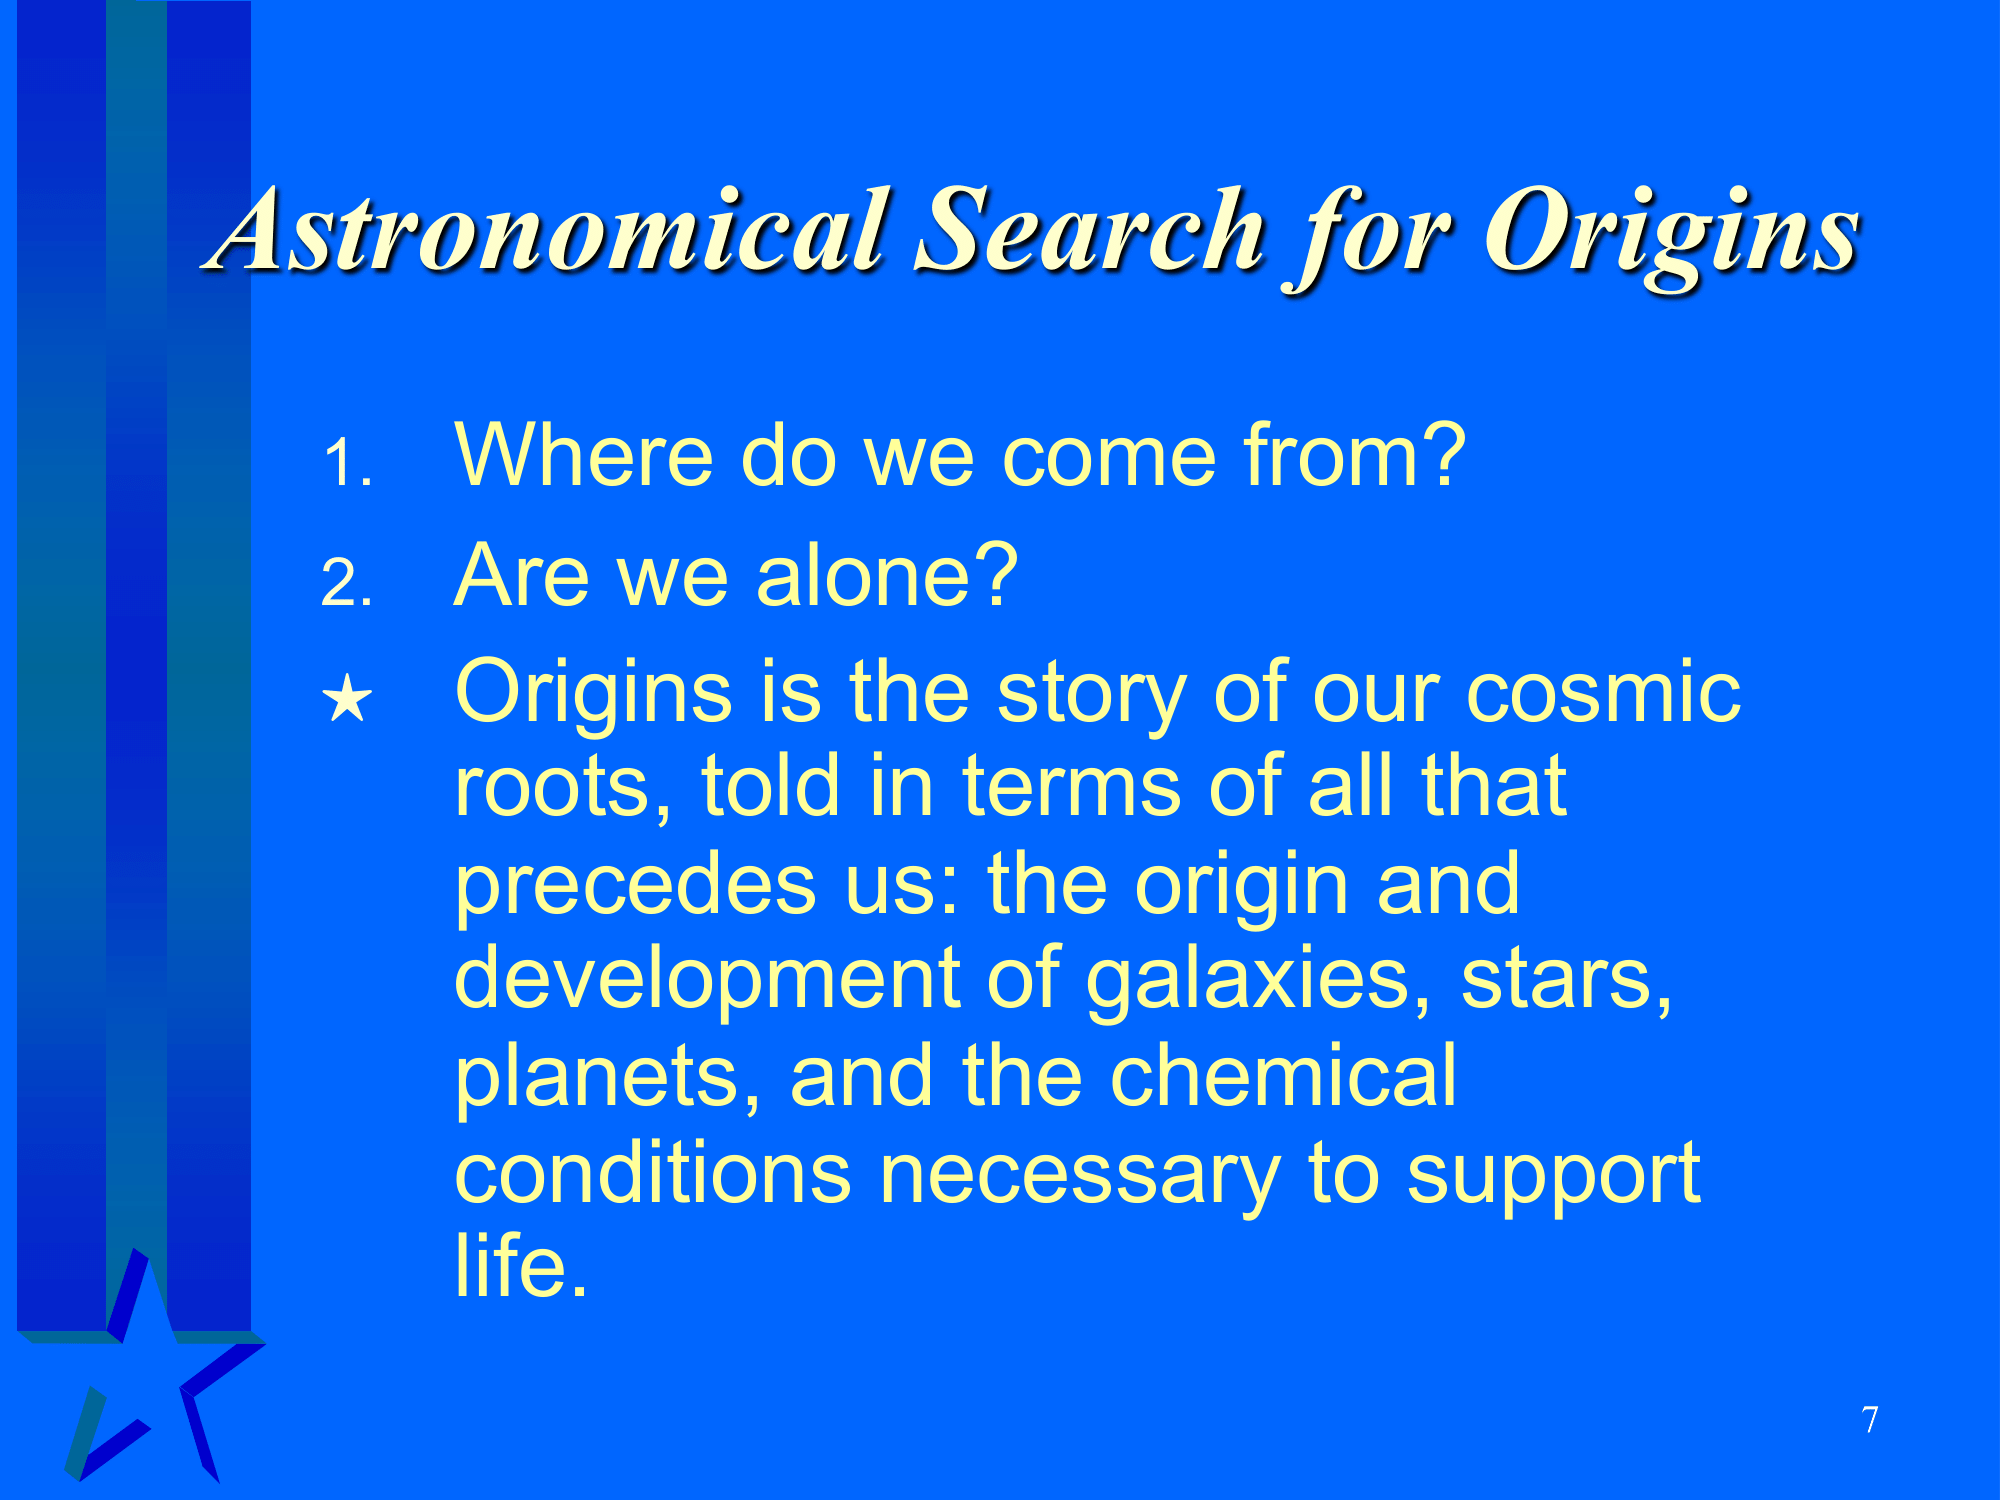 Astronomical Search for Origins
1. Where do we come from?
2. Are we alone?
★ Origins is the story of our cosmic
roots, told in terms of all that
precedes us: the origin and
development of galaxies, stars,
planets, and the chemical
conditions necessary to support
life.
7